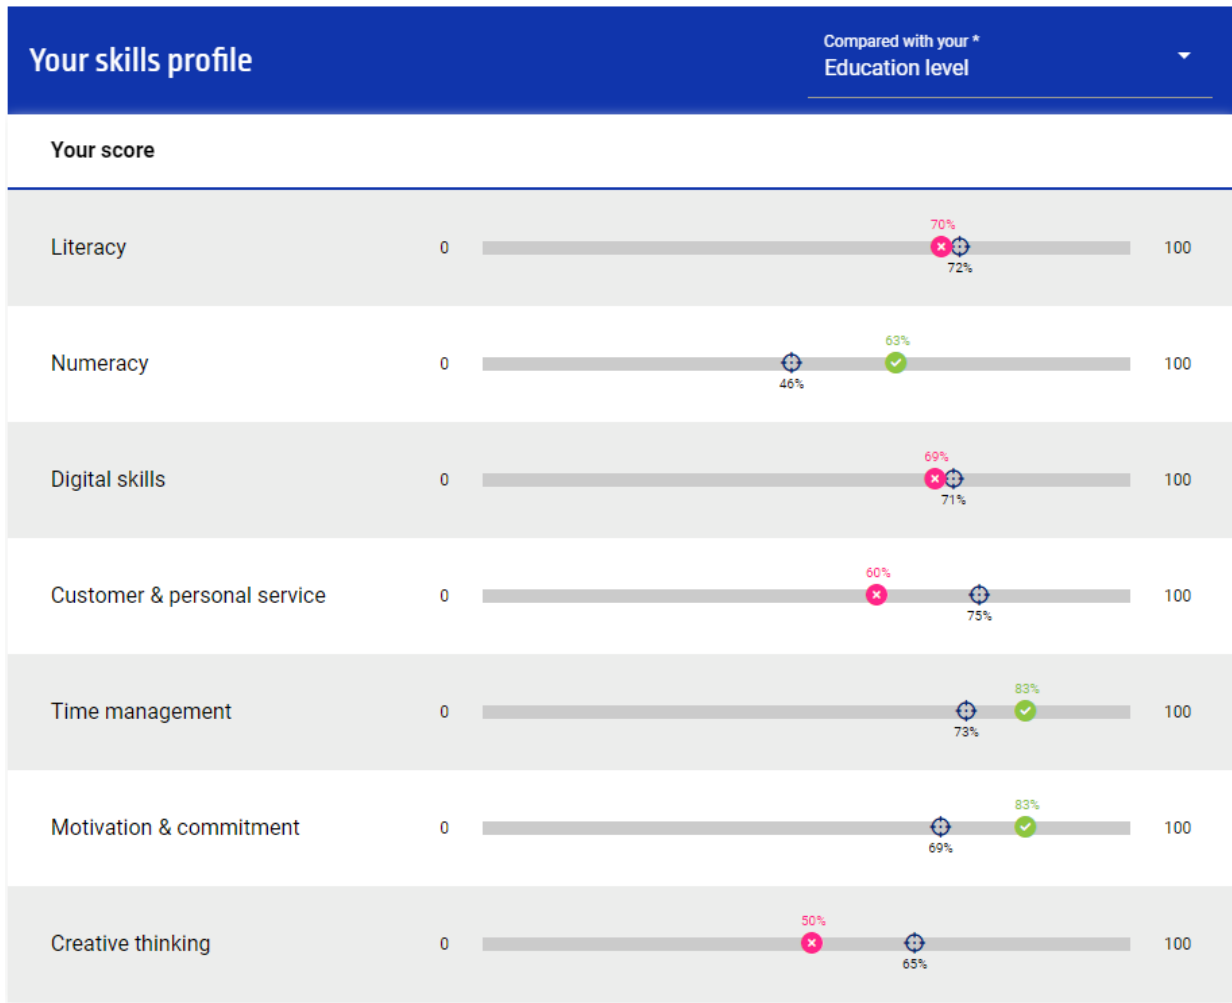 Your skills profile
Compared with your *
Education level
Your score
70%
Literacy 0 100
72%
63%
Numeracy 0 100
46%
69%
Digital skills 0 100
71%
60%
Customer & personal service 0 100
75%
83%
Time management 0 100
73%
83%
Motivation & commitment 0 100
69%
50%
Creative thinking 0 100
65%